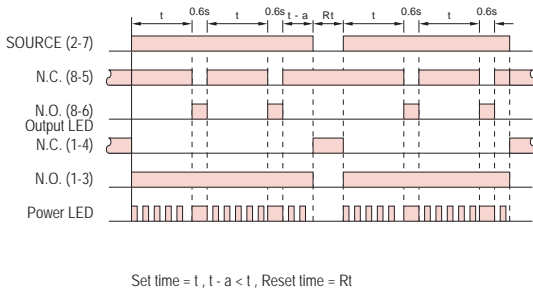 t 0.6s t 0.6s t - a Rt t 0.6s t 0.6s
SOURCE (2-7)
N.C. (8-5)
N.O. (8-6)
Output LED
N.C. (1-4)
N.O. (1-3)
Power LED
Set time = t , t - a < t , Reset time = Rt